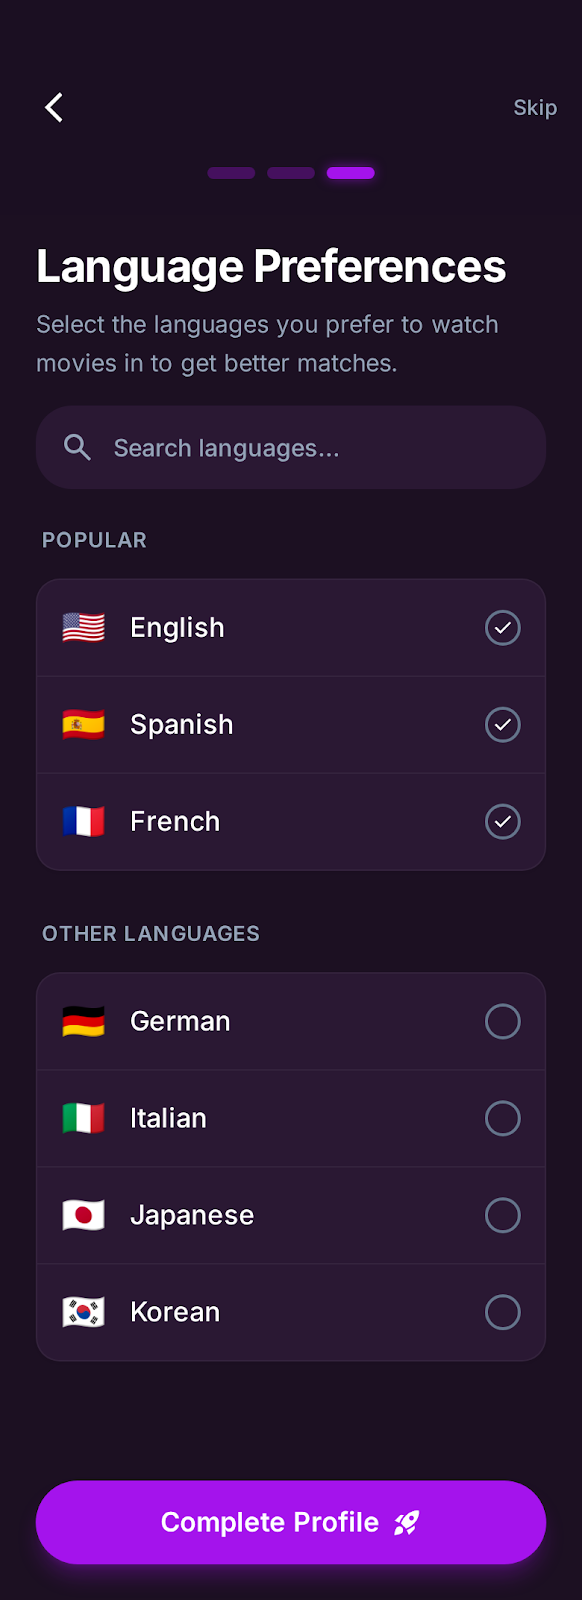 Skip
Language Preferences
Select the languages you prefer to watch
movies in to get better matches.
Search languages...
POPULAR
English
Spanish
French
OTHER LANGUAGES
German
Italian
Japanese
Korean
Complete Profile